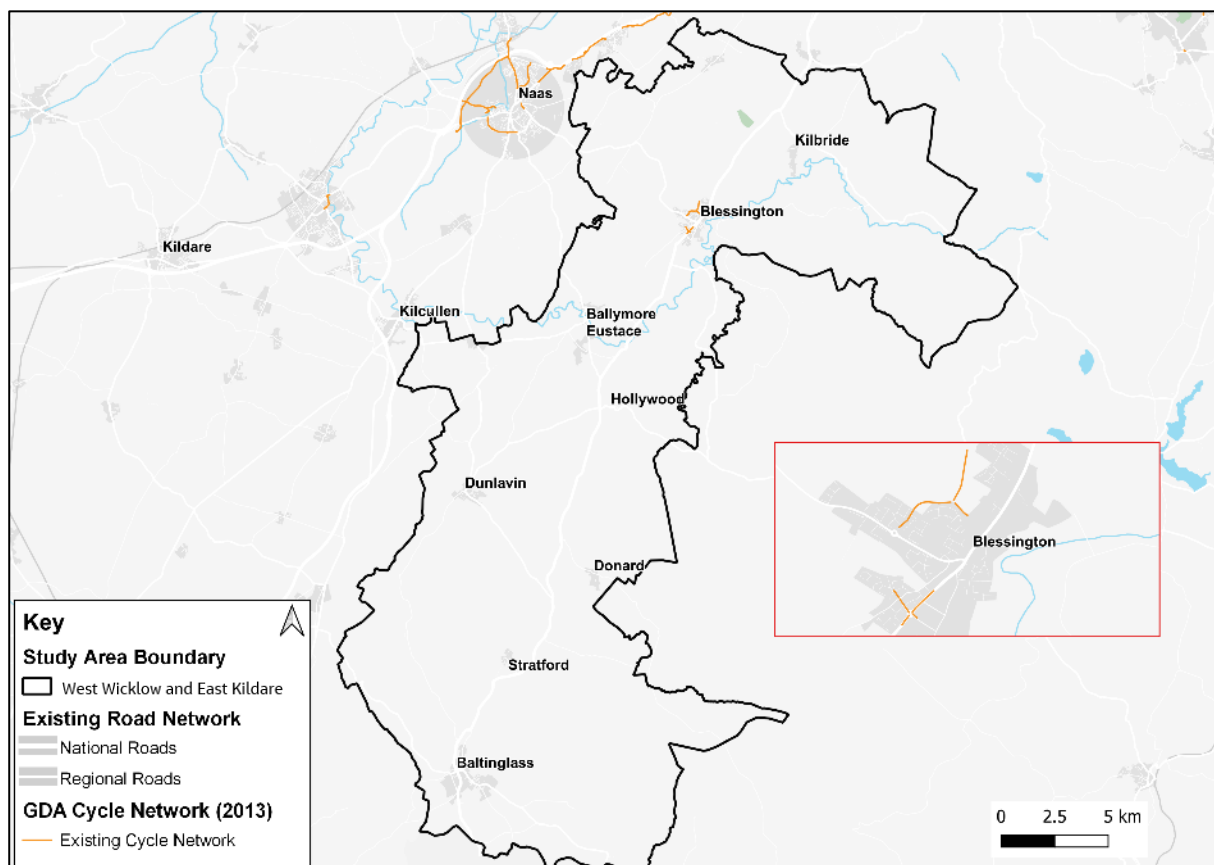 Naas
Kilbride
Blessington
Kildare
Kilcullen
Ballymore
Eustace
Hollywood
Dunlavin
Blessington
Donard
Stratford
Baltinglass
Key
Study Area Boundary
West Wicklow and East Kildare
Existing Road Network
National Roads
Regional Roads
GDA Cycle Network (2013)
Existing Cycle Network
0 2.5 5 km